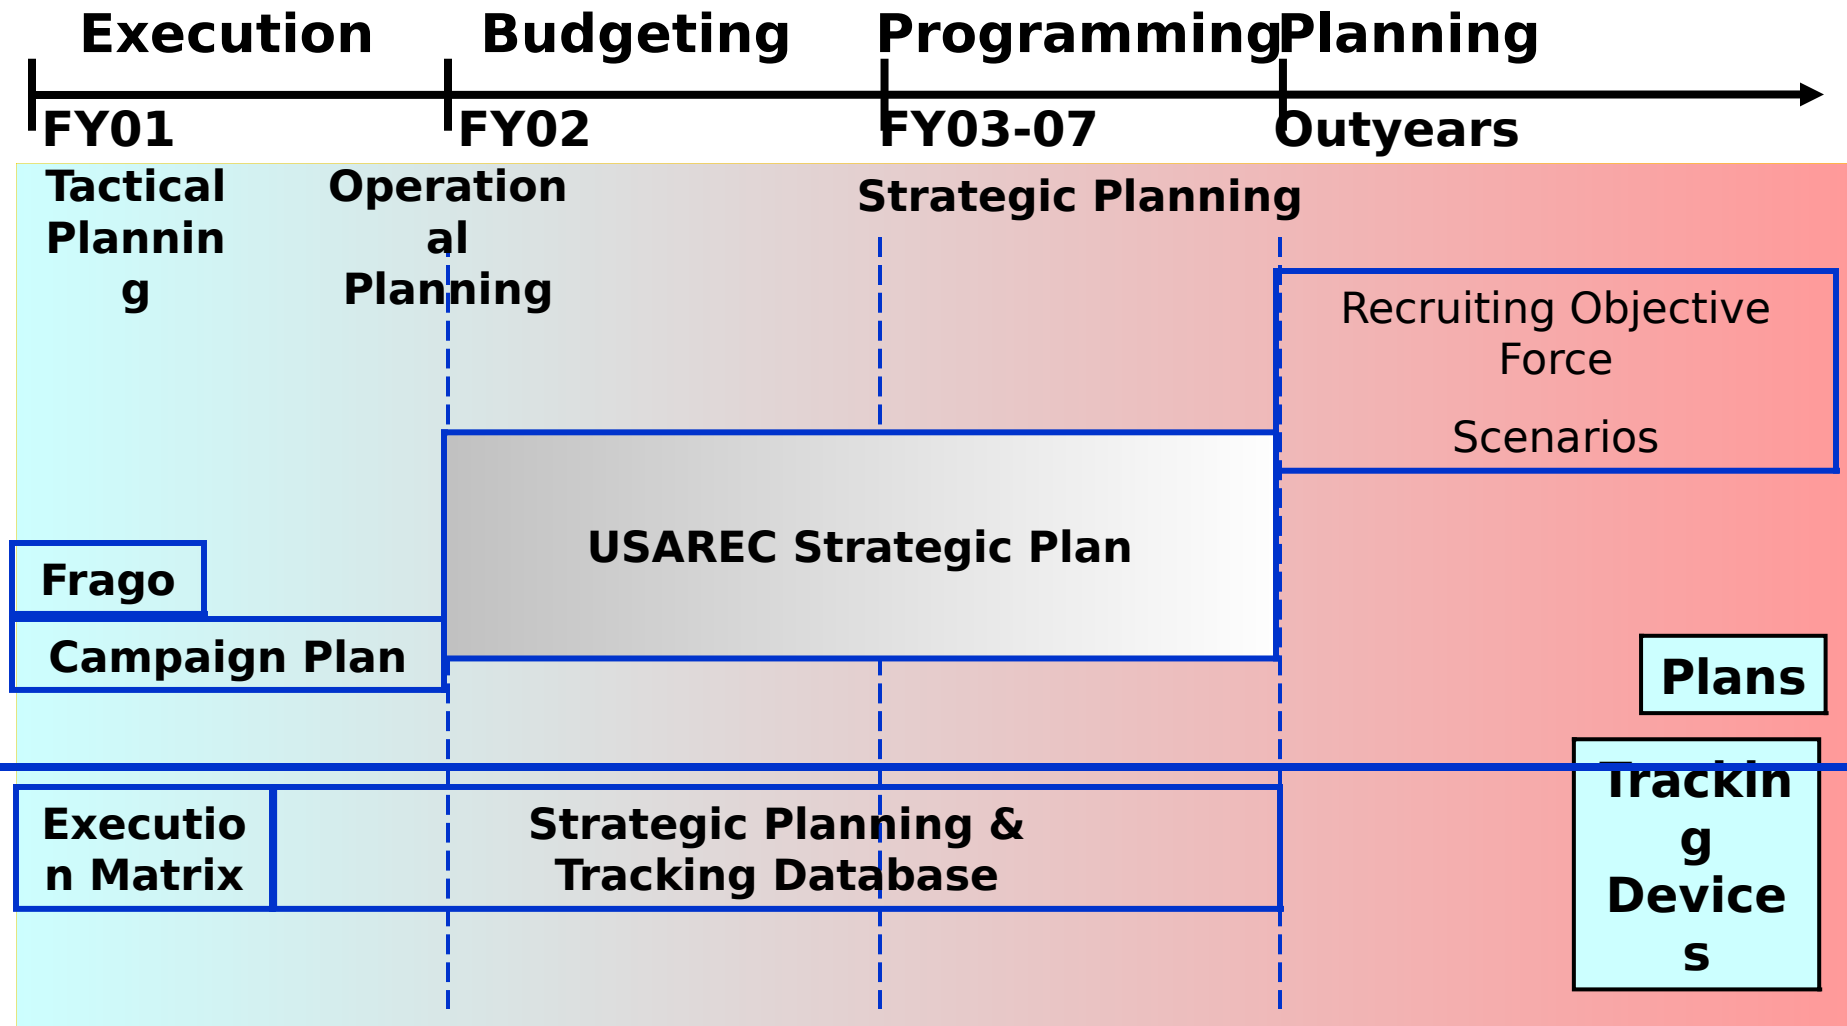 Execution
Budgeting
Programming
Planning
FY01
FY02
FY03-07
Outyears
Tactical
Plannin
g
Operation
al
Planning
Strategic Planning
Recruiting Objective
Force
Scenarios
USAREC Strategic Plan
Frago
Campaign Plan
Plans
Executio
n Matrix
Strategic Planning &
Tracking Database
Trackin
g
Device
s